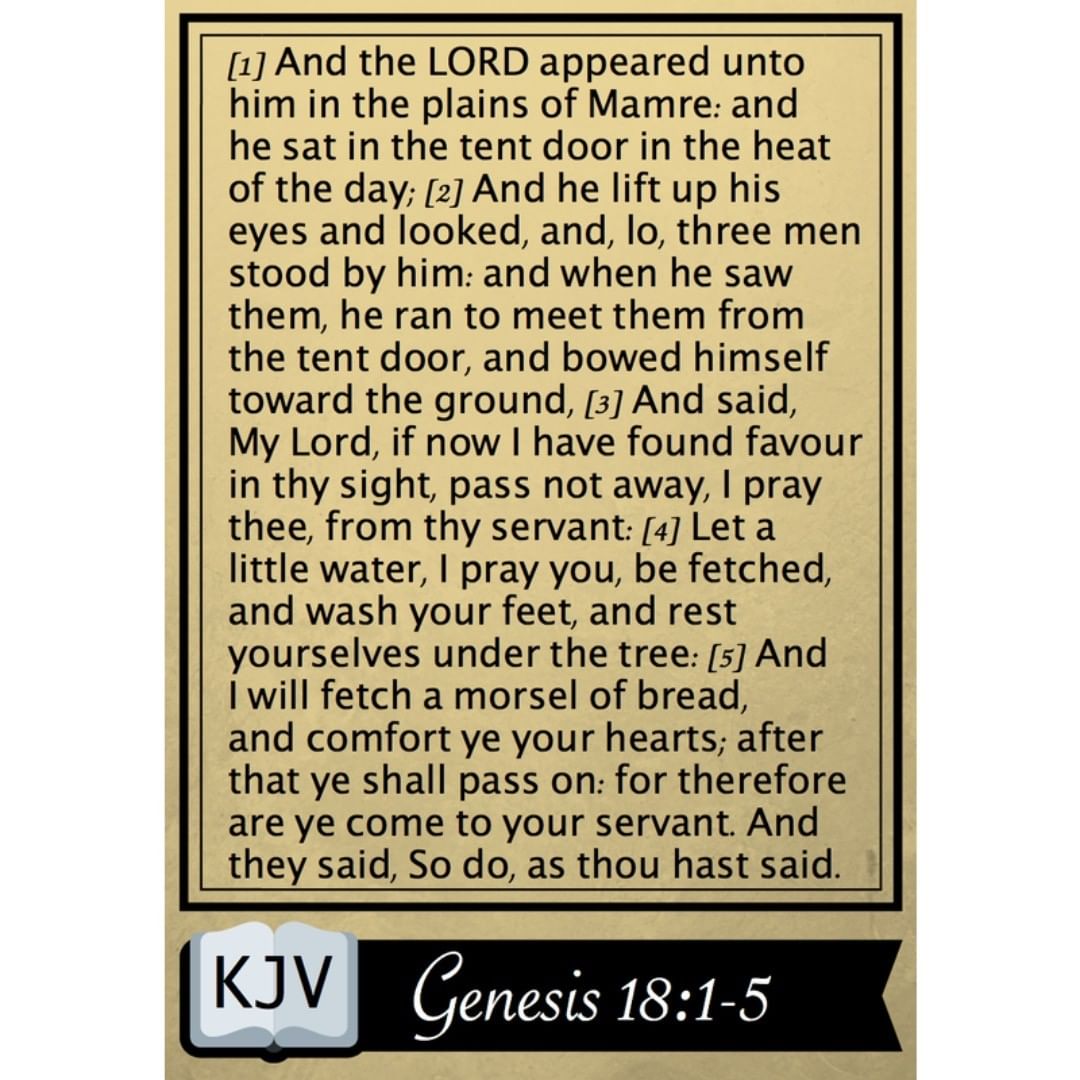 [1] And the LORD appeared unto
him in the plains of Mamre: and
he sat in the tent door in the heat
of the day; [2] And he lift up his
eyes and looked, and, lo, three men
stood by him: and when he saw
them, he ran to meet them from
the tent door, and bowed himself
toward the ground, [3] And said,
My Lord, if now I have found favour
in thy sight, pass not away, I pray
thee, from thy servant: [4] Let a
little water, I pray you, be fetched,
and wash your feet, and rest
yourselves under the tree: [5] And
I will fetch a morsel of bread,
and comfort ye your hearts; after
that ye shall pass on: for therefore
are ye come to your servant. And
they said, So do, as thou hast said.
KJV
Genesis 18:1-5